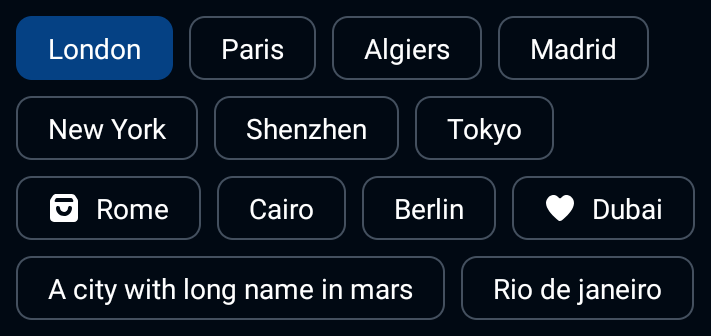 London Paris Algiers Madrid
New York Shenzhen Tokyo
Rome Cairo Berlin Dubai
A city with long name in mars Rio de janeiro